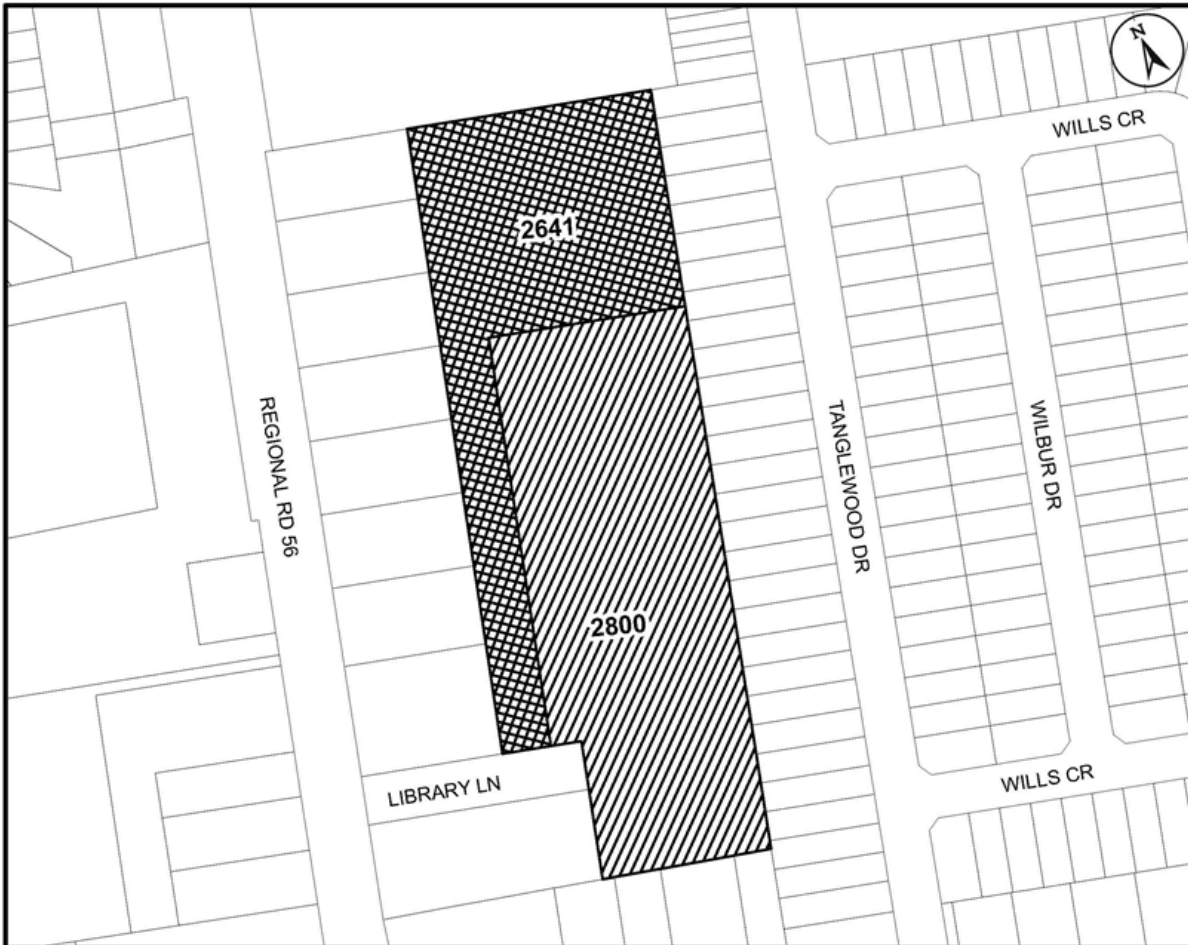 N
WILLS CR
2641
REGIONAL RD 56
TANGLEWOOD DR
WILBUR DR
2800
LIBRARY LN
WILLS CR